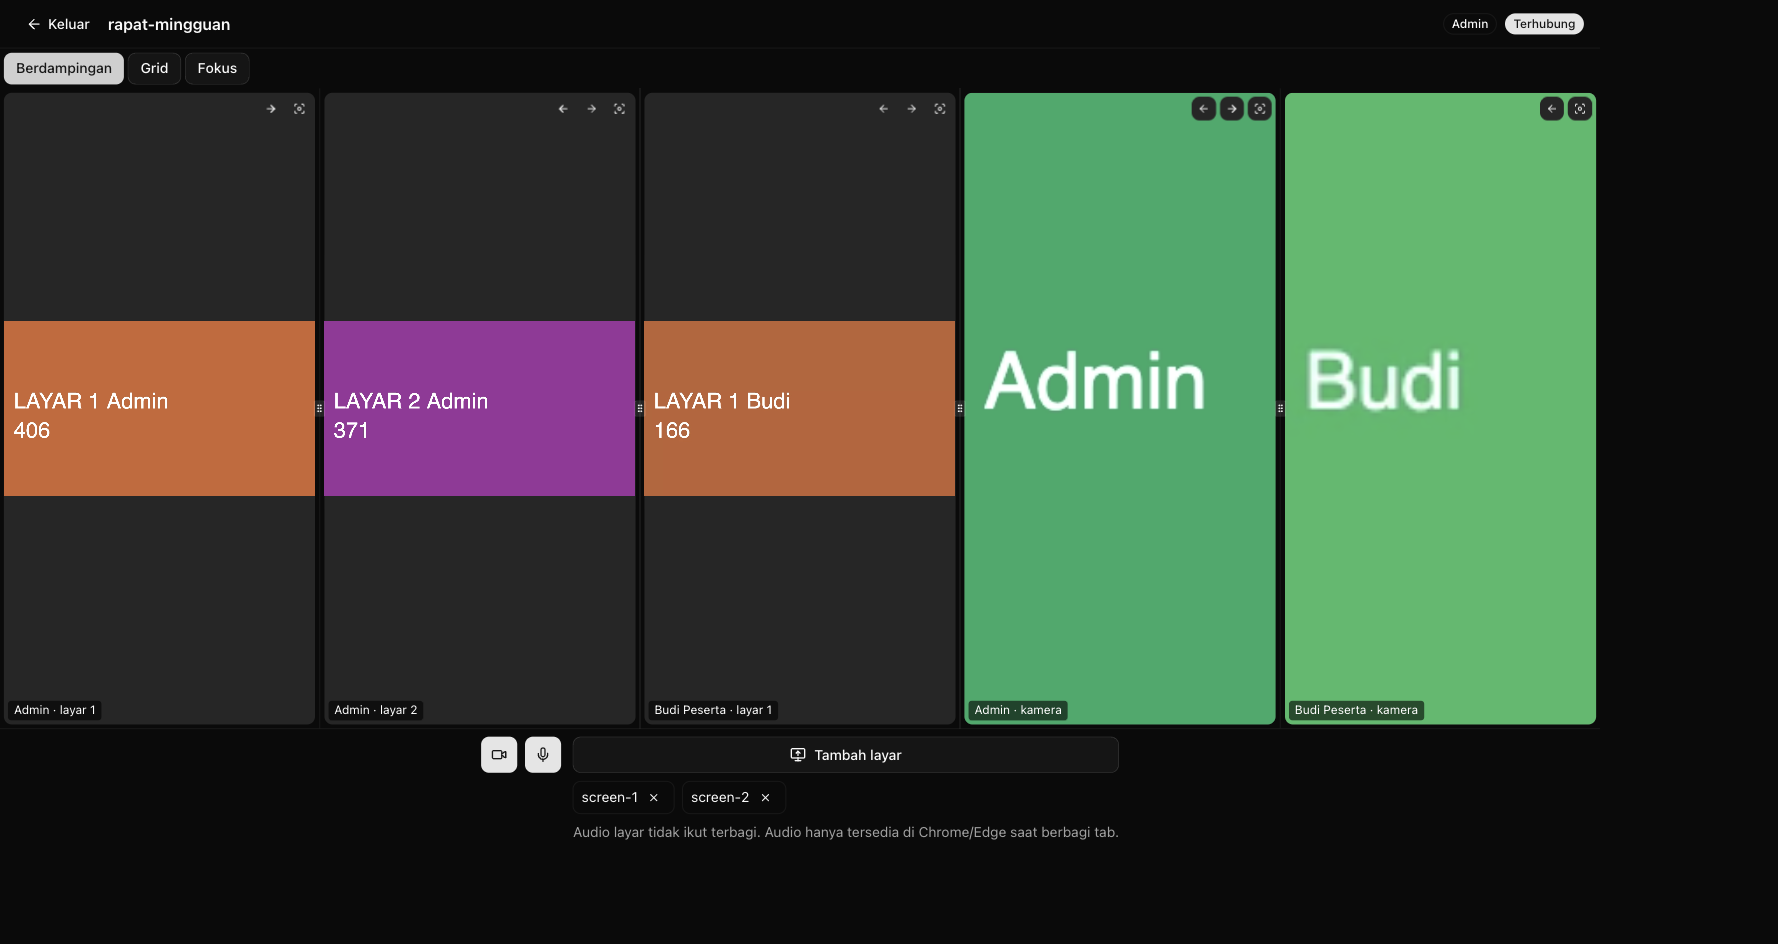 Keluar
rapat-mingguan
Admin
Terhubung
Berdampingan
Grid
Fokus
LAYAR 1 Admin
406
Admin · layar 1
LAYAR 2 Admin
371
Admin · layar 2
LAYAR 1 Budi
166
Budi Peserta · layar 1
Admin
Admin · kamera
Budi
Budi Peserta · kamera
Tambah layar
screen-1
screen-2
Audio layar tidak ikut terbagi. Audio hanya tersedia di Chrome/Edge saat berbagi tab.